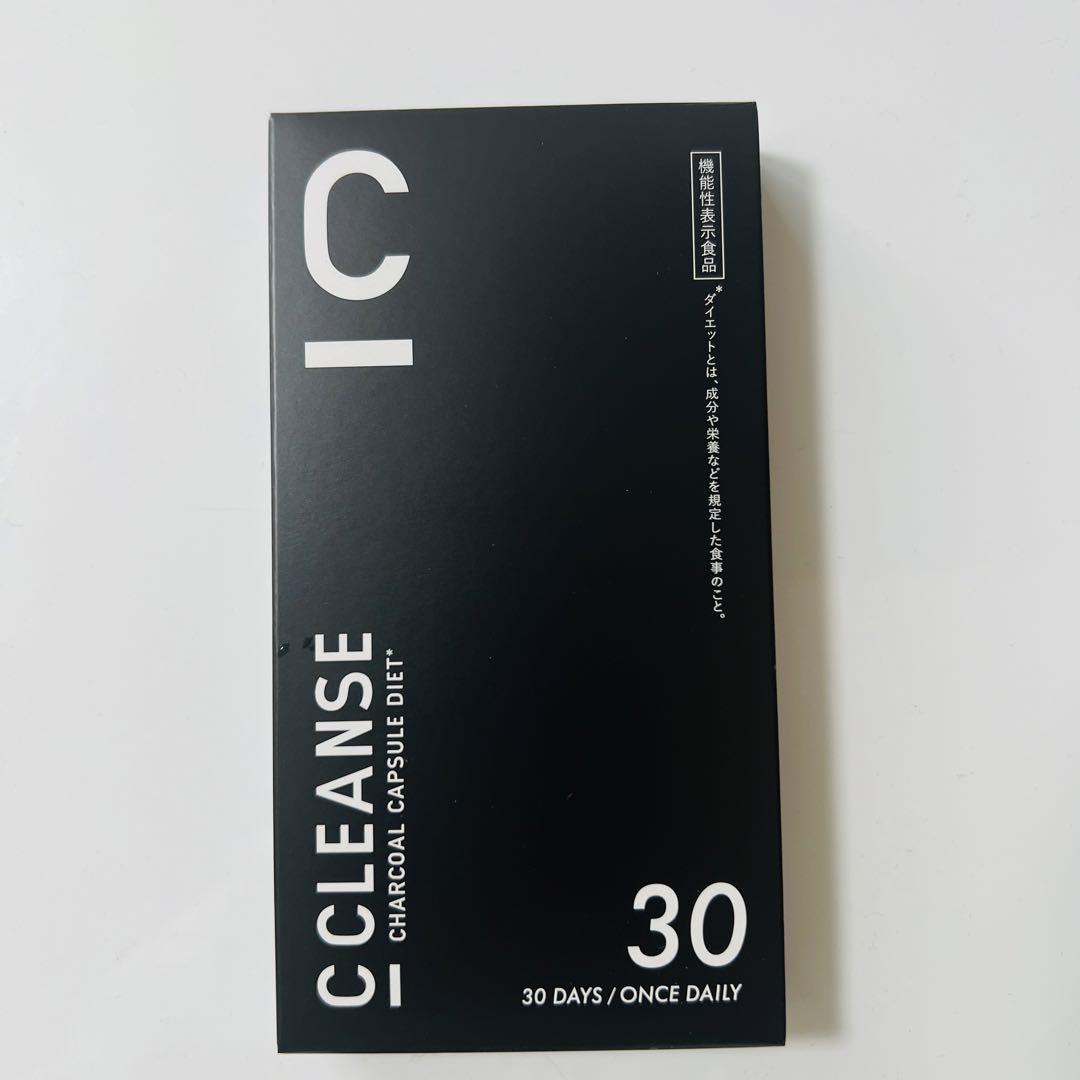 C
機能性表示食品
*ダイエットとは、成分や栄養などを規定した食事のこと。
C CLEANSE
CHARCOAL CAPSULE DIET*
30
30 DAYS / ONCE DAILY